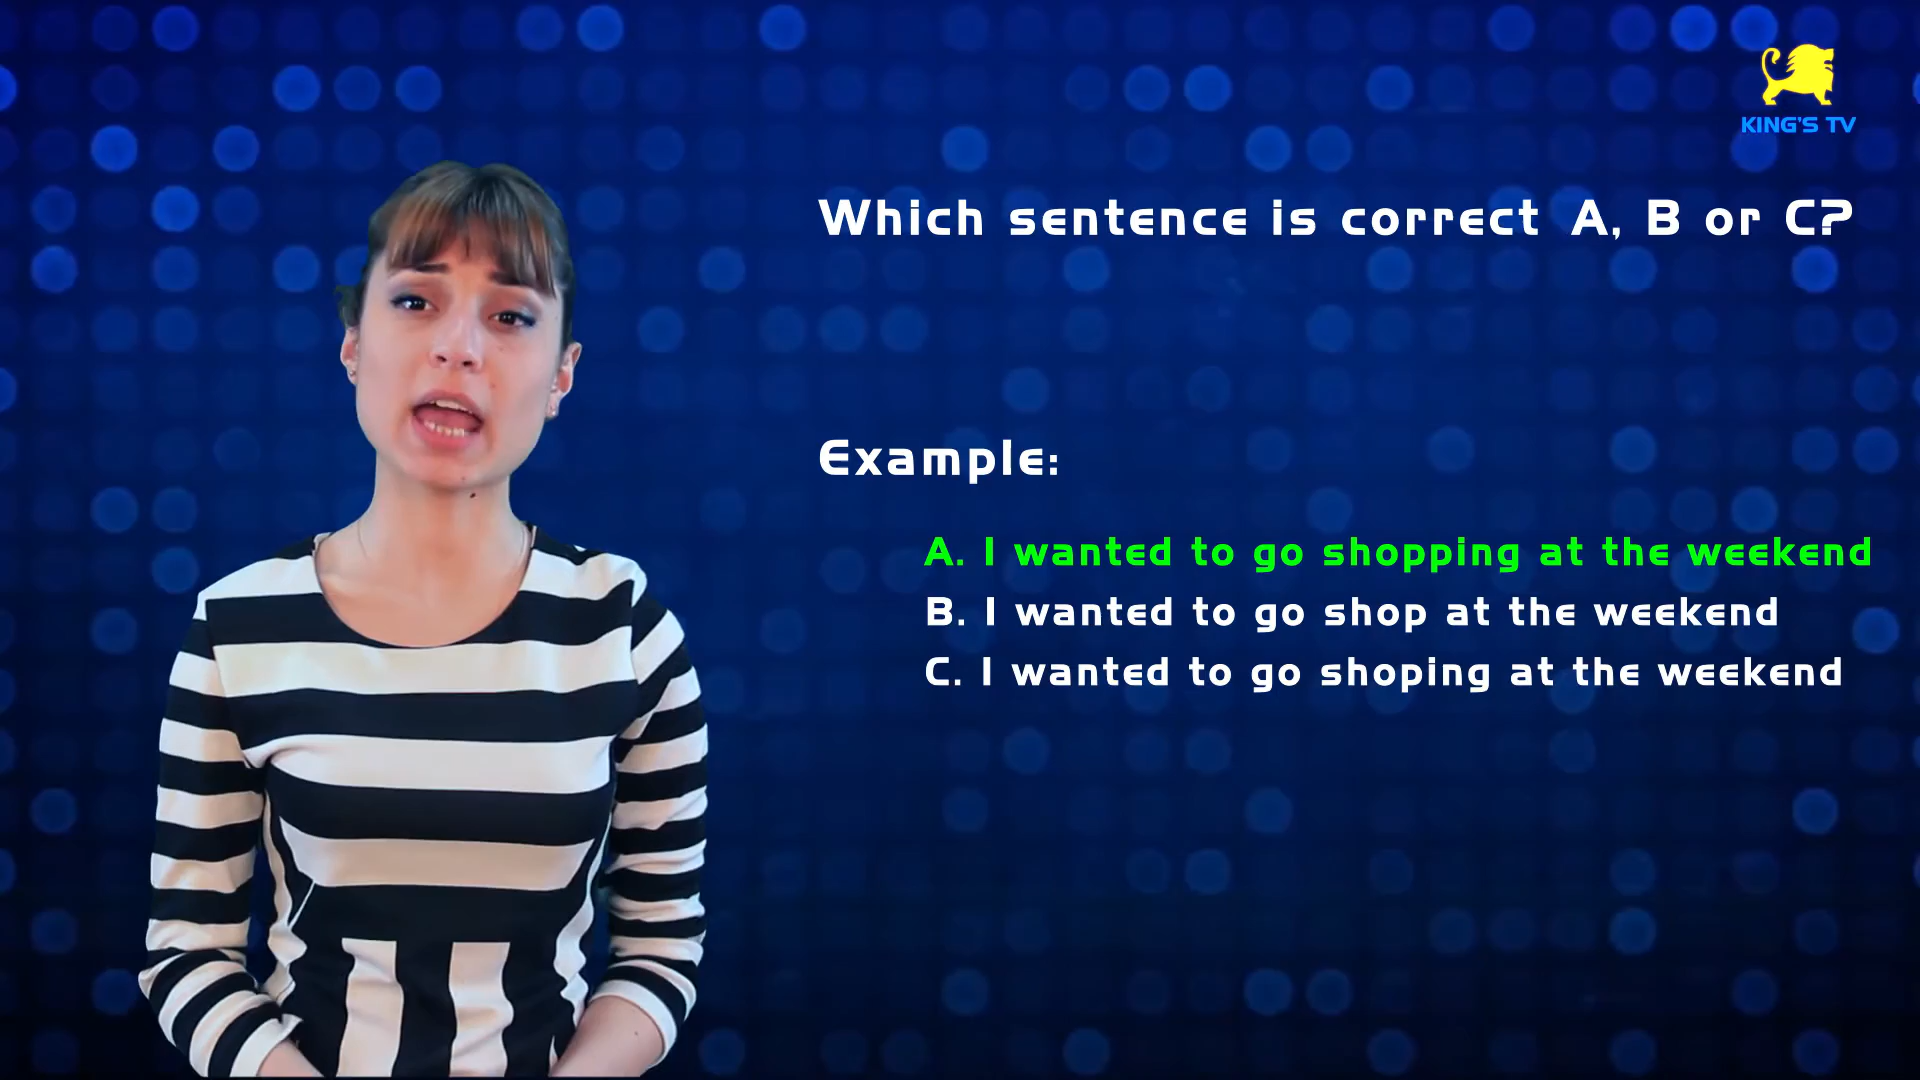 KING'S TV
Which sentence is correct A, B or C?
Example:
A. I wanted to go shopping at the weekend
B. I wanted to go shop at the weekend
C. I wanted to go shoping at the weekend